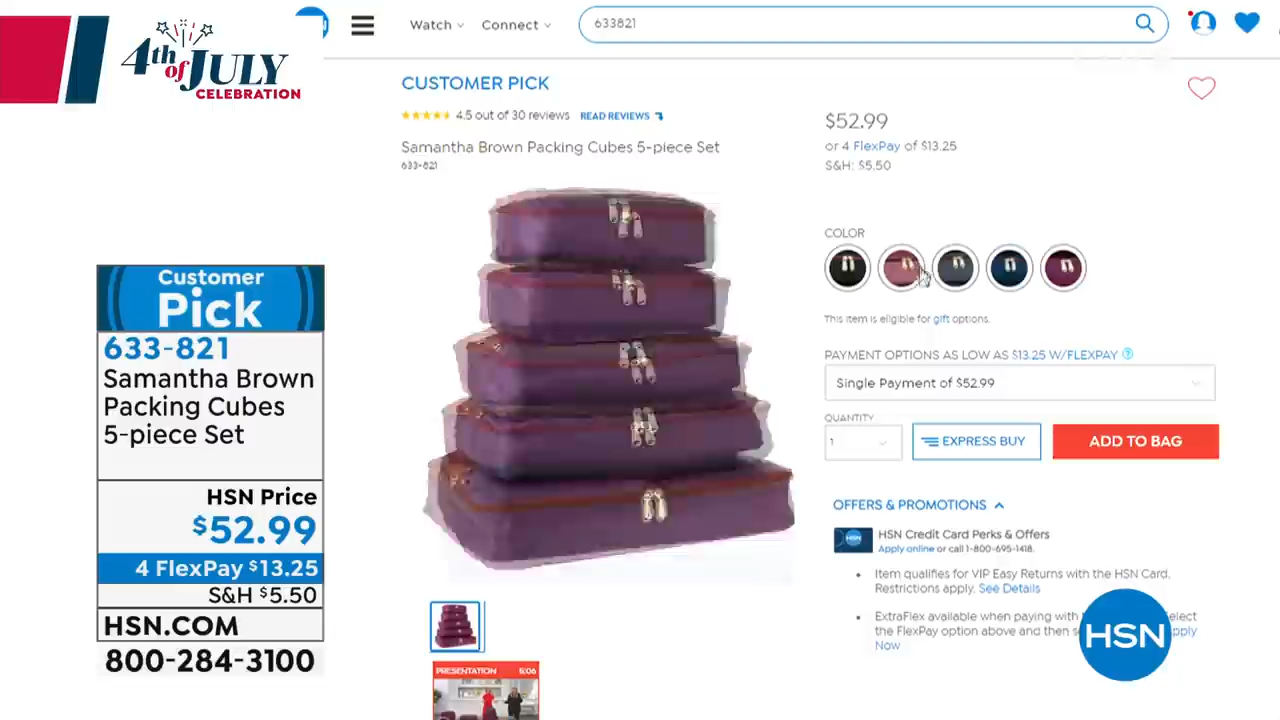 4th
of JULY
CELEBRATION
Watch
Connect
633821
CUSTOMER PICK
4.5 out of 30 reviews READ REVIEWS
Samantha Brown Packing Cubes 5-piece Set
633-821
$52.99
or 4 FlexPay of $13.25
S&H: $5.50
COLOR
This item is eligible for gift options.
PAYMENT OPTIONS AS LOW AS $13.25 W/FLEXPAY
Single Payment of $52.99
QUANTITY
1
EXPRESS BUY
ADD TO BAG
OFFERS & PROMOTIONS
HSN
HSN Credit Card Perks & Offers
Apply online or call 1-800-695-1418.
Item qualifies for VIP Easy Returns with the HSN Card.
Restrictions apply. See Details
ExtraFlex available when paying with
the FlexPay option above and then
Now
HSN
PRESENTATION 5:06
Customer
Pick
633-821
Samantha Brown
Packing Cubes
5-piece Set
HSN Price
$52.99
4 FlexPay $13.25
S&H $5.50
HSN.COM
800-284-3100